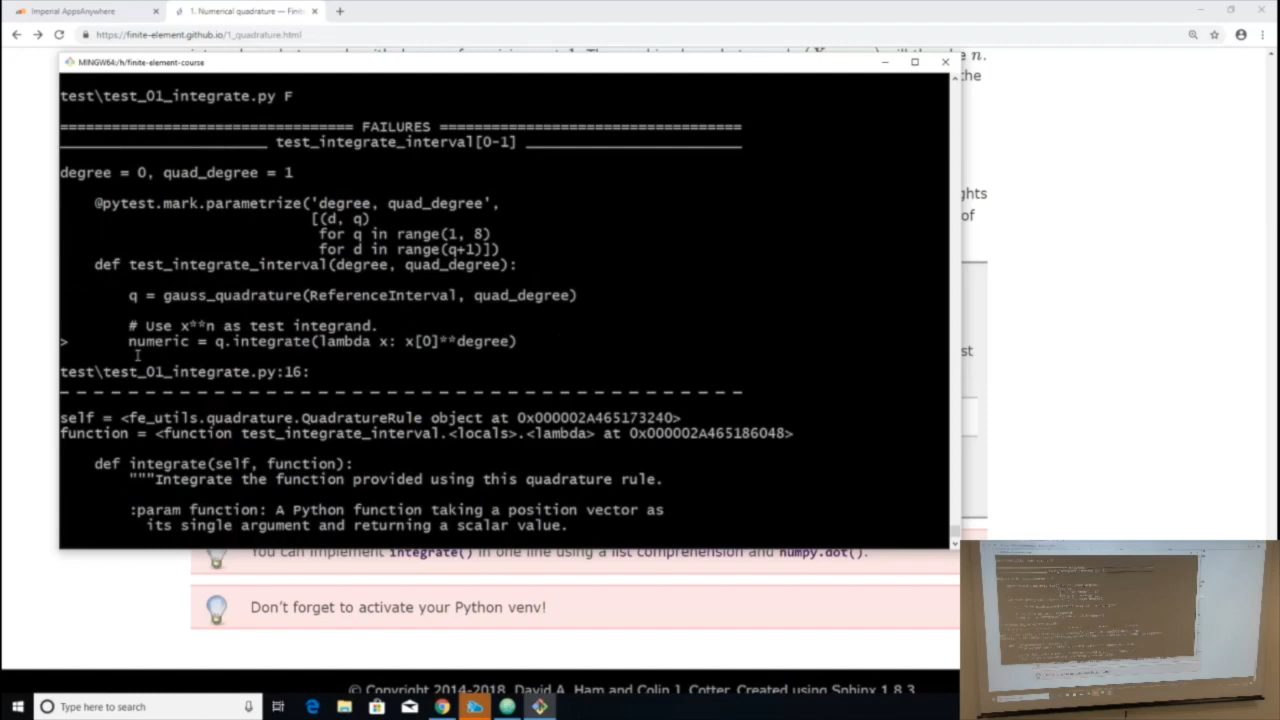 Imperial AppsAnywhere
1. Numerical quadrature — Finit
https://finite-element.github.io/1_quadrature.html
n.
MINGW64:/h/finite-element-course
the
test\test_01_integrate.py F
================================== FAILURES ===================================
________________________ test_integrate_interval[0-1] _________________________
degree = 0, quad_degree = 1
ghts
@pytest.mark.parametrize('degree, quad_degree',
[(d, q)
of
for q in range(1, 8)
for d in range(q+1)])
def test_integrate_interval(degree, quad_degree):
q = gauss_quadrature(ReferenceInterval, quad_degree)
# Use x**n as test integrand.
> numeric = q.integrate(lambda x: x[0]**degree)
st
test\test_01_integrate.py:16:
_ _ _ _ _ _ _ _ _ _ _ _ _ _ _ _ _ _ _ _ _ _ _ _ _ _ _ _ _ _ _ _ _ _ _ _ _ _ _ _
self = <fe_utils.quadrature.QuadratureRule object at 0x000002A465173240>
function = <function test_integrate_interval.<locals>.<lambda> at 0x000002A465186048>
def integrate(self, function):
"""Integrate the function provided using this quadrature rule.
:param function: A Python function taking a position vector as
its single argument and returning a scalar value.
You can implement integrate() in one line using a list comprehension and numpy.dot().
Don't forget to activate your Python venv!
© Copyright 2014-2018, David A. Ham and Colin J. Cotter. Created using Sphinx 1.8.3.
Type here to search